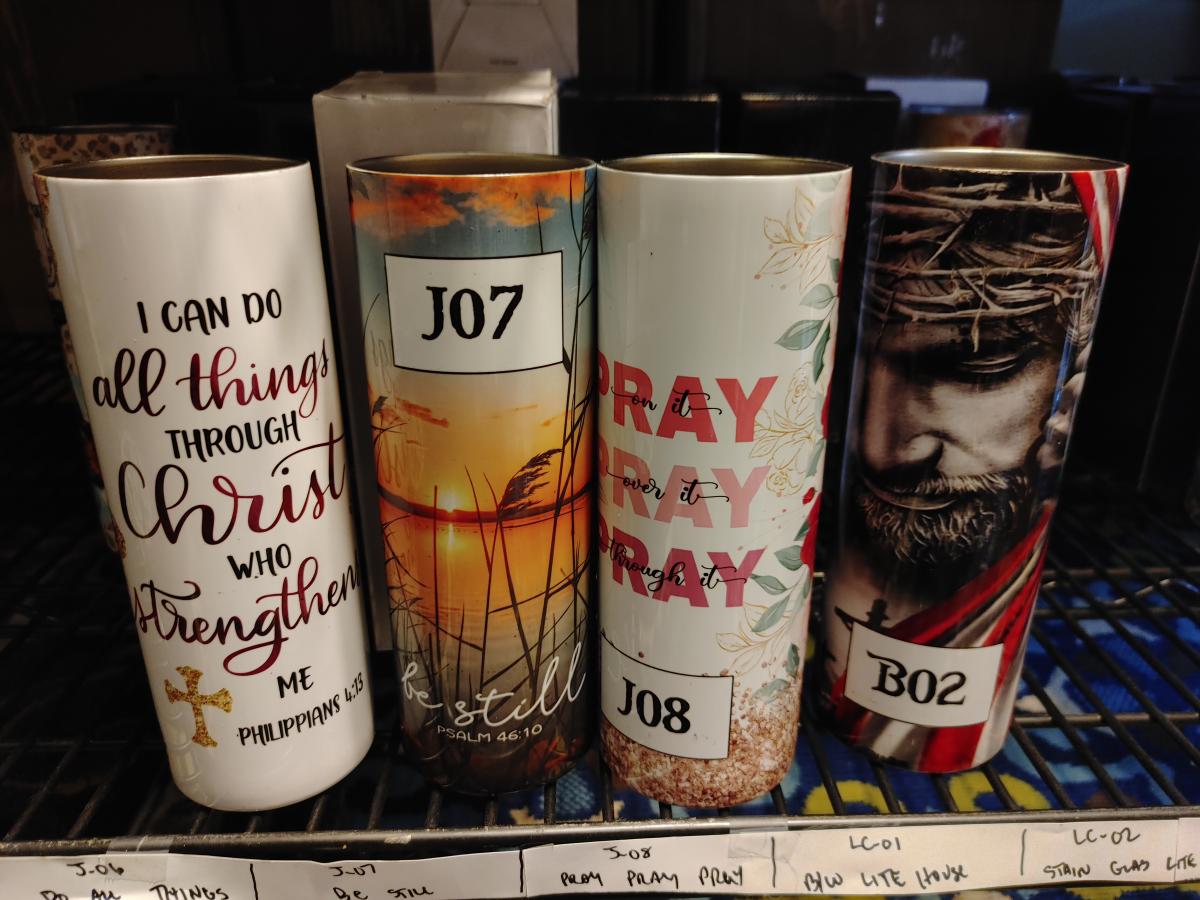 I CAN DO
all things
THROUGH
Christ
WHO
strengthens
ME
PHILIPPIANS 4:13
J07
be still
PSALM 46:10
PRAY
on it
PRAY
over it
PRAY
through it
J08
B02
J-06
DO ALL THINGS
J-07
BE STILL
J-08
PRAY PRAY PRAY
LC-01
B/W LITE HOUSE
LC-02
STAIN GLAS LITE